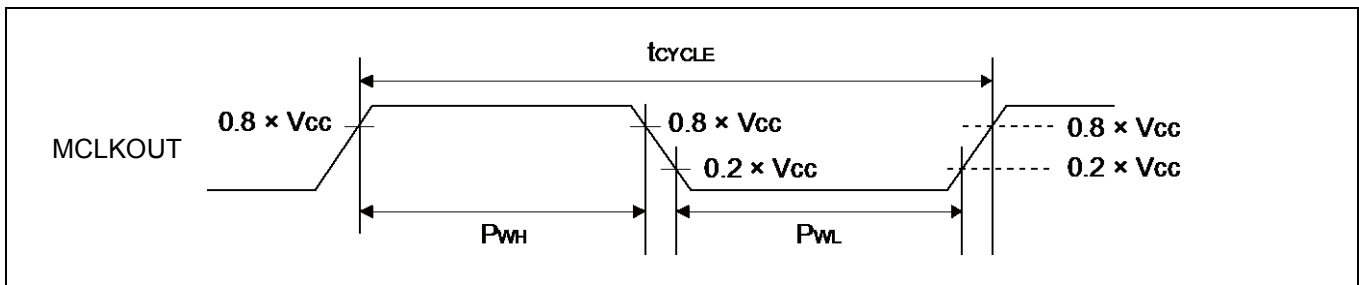 tCYCLE
0.8 × Vcc 0.8 × Vcc 0.8 × Vcc
MCLKOUT
0.2 × Vcc 0.2 × Vcc
PWH PWL